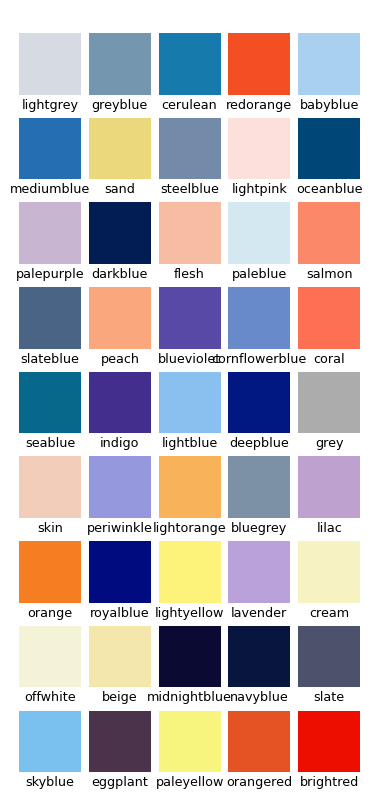 lightgrey greyblue cerulean redorange babyblue
mediumblue sand steelblue lightpink oceanblue
palepurple darkblue flesh paleblue salmon
slateblue peach blueviolet cornflowerblue coral
seablue indigo lightblue deepblue grey
skin periwinkle lightorange bluegrey lilac
orange royalblue lightyellow lavender cream
offwhite beige midnightblue navyblue slate
skyblue eggplant paleyellow orangered brightred